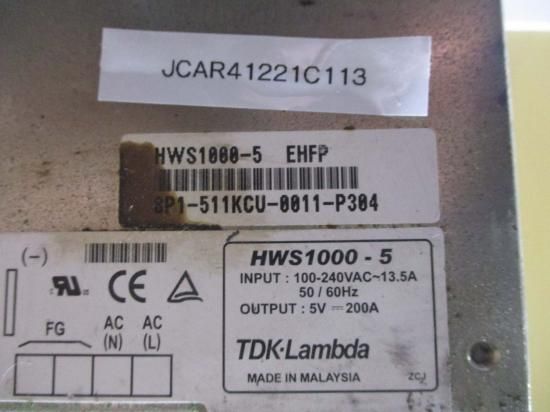 JCAR41221C113
HWS1000-5 EHFP
8P1-511KCU-0011-P304
(-)
HWS1000 - 5
INPUT : 100-240VAC~13.5A
50 / 60Hz
OUTPUT : 5V ⎓ 200A
FG
AC
(N)
AC
(L)
TDK·Lambda
MADE IN MALAYSIA
ZCJ